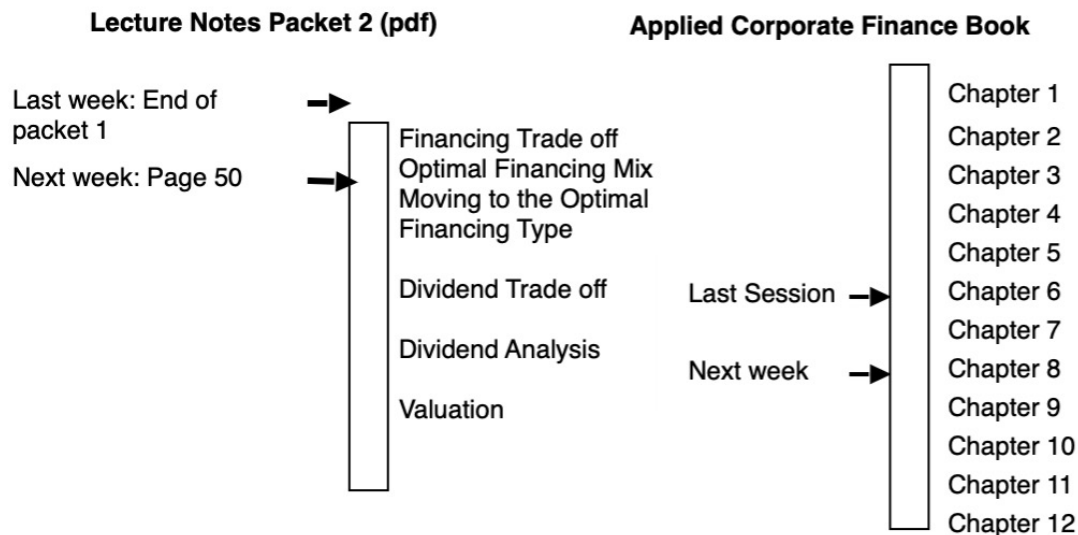 Lecture Notes Packet 2 (pdf)
Last week: End of
packet 1
Next week: Page 50
Financing Trade off
Optimal Financing Mix
Moving to the Optimal
Financing Type
Dividend Trade off
Dividend Analysis
Valuation
Applied Corporate Finance Book
Last Session
Next week
Chapter 1
Chapter 2
Chapter 3
Chapter 4
Chapter 5
Chapter 6
Chapter 7
Chapter 8
Chapter 9
Chapter 10
Chapter 11
Chapter 12